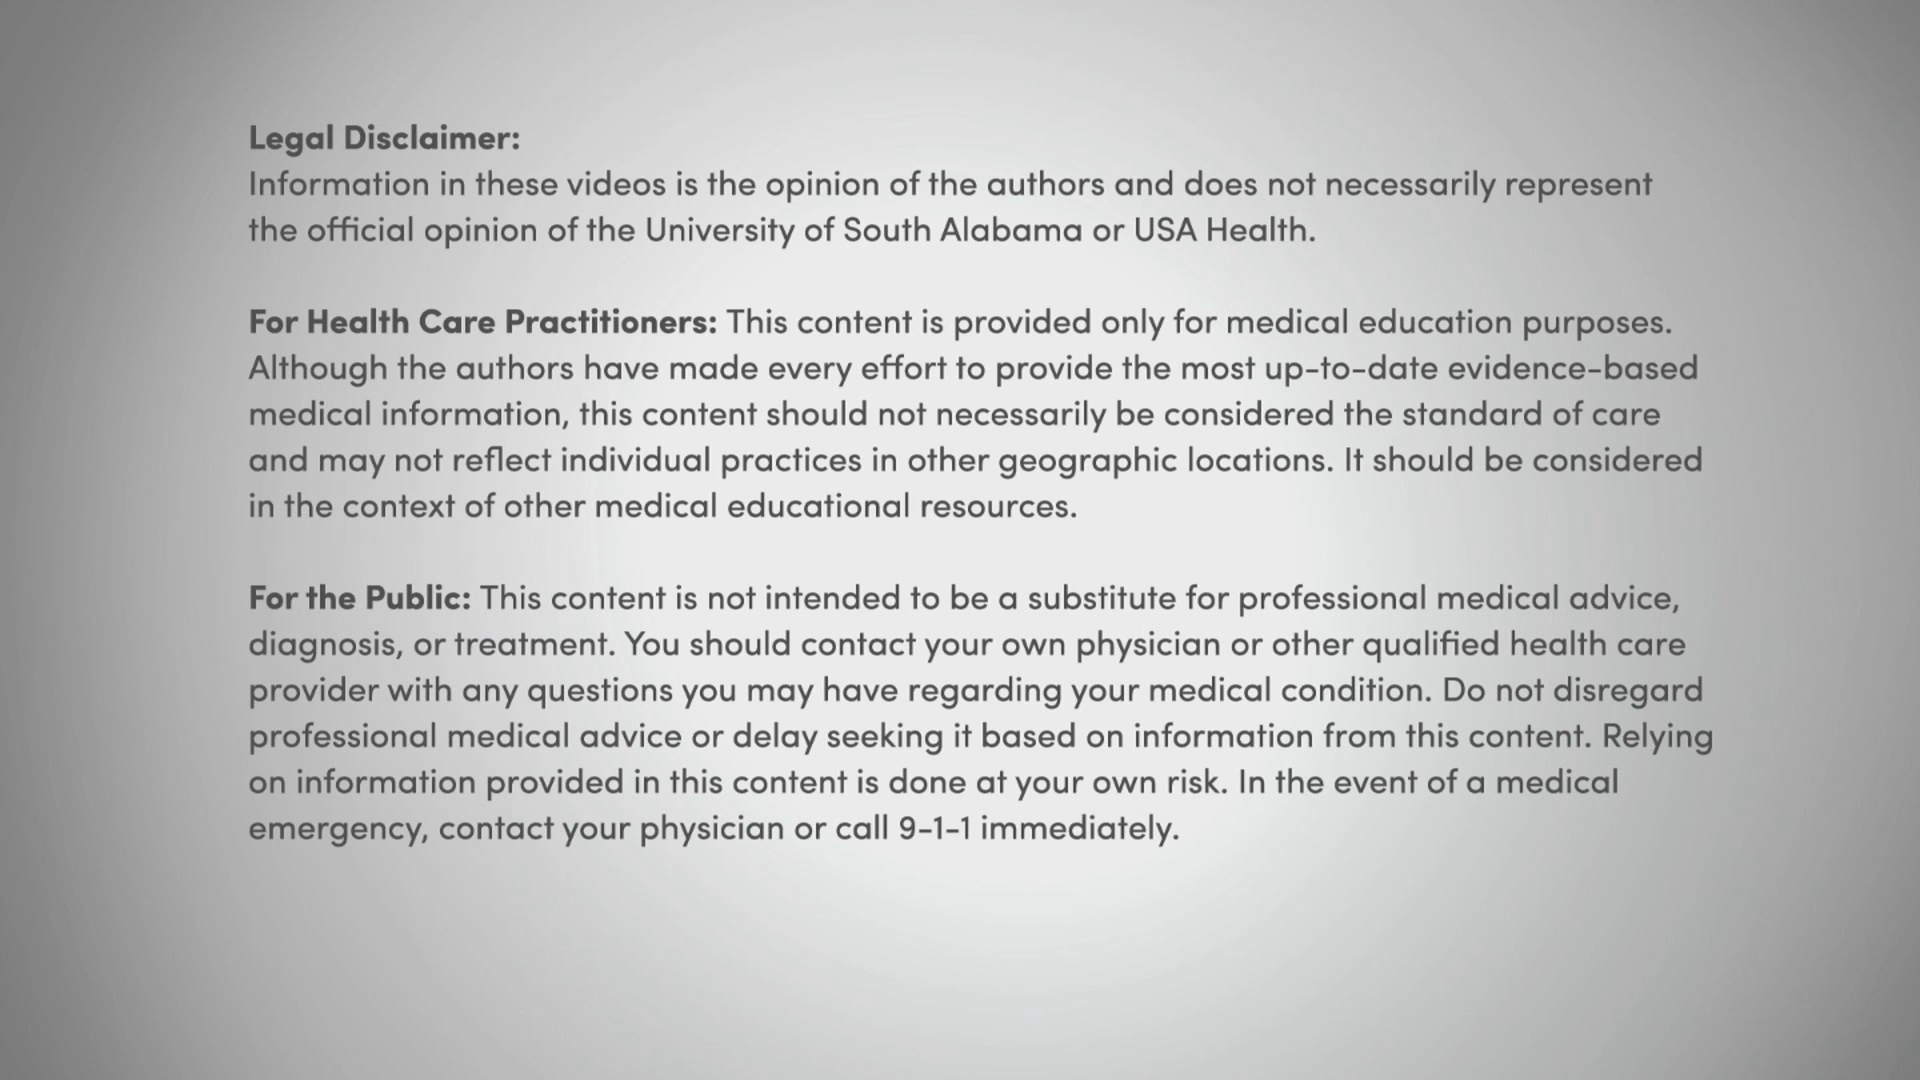 Legal Disclaimer:
Information in these videos is the opinion of the authors and does not necessarily represent
the official opinion of the University of South Alabama or USA Health.
For Health Care Practitioners: This content is provided only for medical education purposes.
Although the authors have made every effort to provide the most up-to-date evidence-based
medical information, this content should not necessarily be considered the standard of care
and may not reflect individual practices in other geographic locations. It should be considered
in the context of other medical educational resources.
For the Public: This content is not intended to be a substitute for professional medical advice,
diagnosis, or treatment. You should contact your own physician or other qualified health care
provider with any questions you may have regarding your medical condition. Do not disregard
professional medical advice or delay seeking it based on information from this content. Relying
on information provided in this content is done at your own risk. In the event of a medical
emergency, contact your physician or call 9-1-1 immediately.